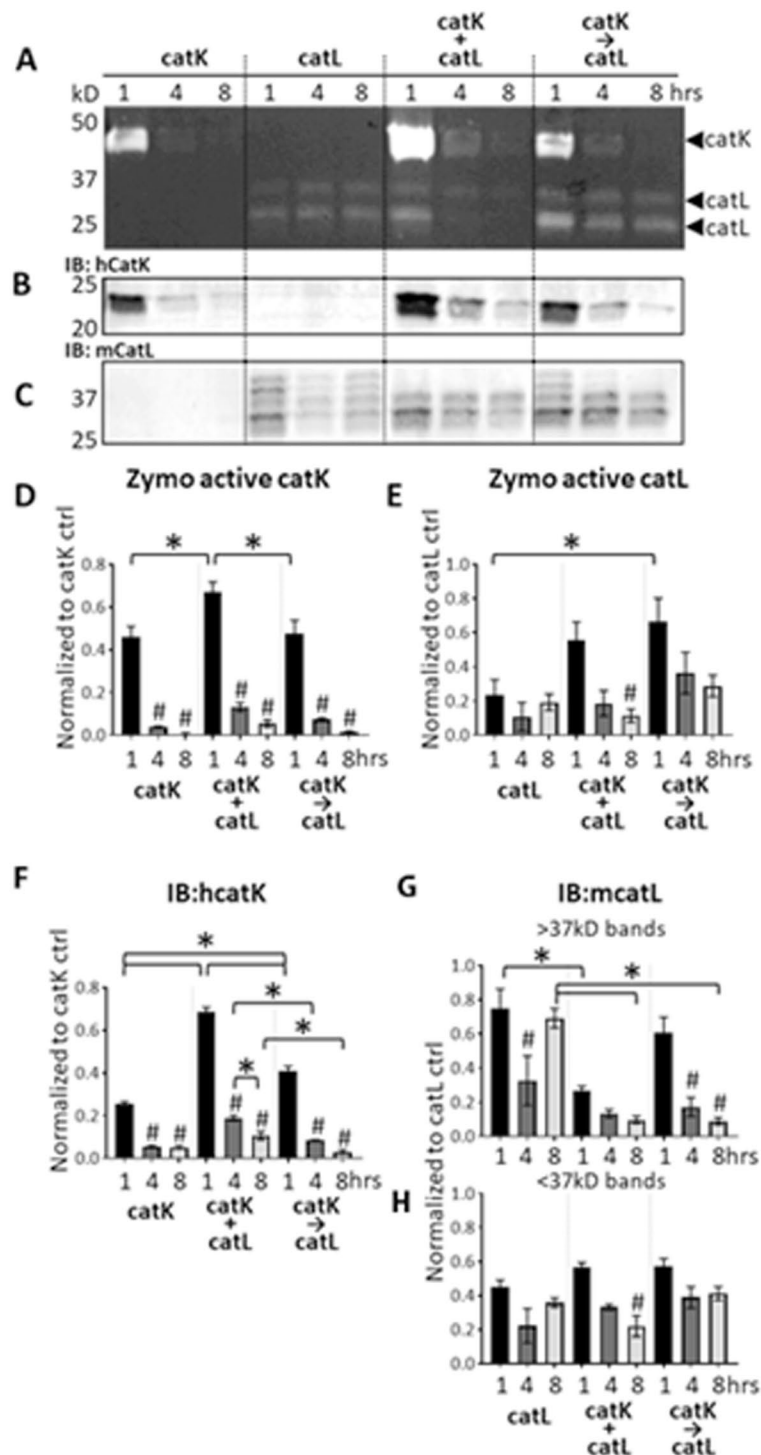 catK catK
+ →
A catK catL catL catL
kD 1 4 8 1 4 8 1 4 8 1 4 8 hrs
50
◄catK
37
◄catL
25 ◄catL
IB: hCatK
B 25
20
IB: mCatL
C 37
25
D Zymo active catK
Normalized to catK ctrl
* *
0.8
0.6
0.4
0.2
0.0
# # # # # #
1 4 8 1 4 8 1 4 8hrs
catK catK + catL catK → catL
E Zymo active catL
Normalized to catL ctrl
*
1.0
0.8
0.6
0.4
0.2
0.0
#
1 4 8 1 4 8 1 4 8hrs
catL catK + catL catK → catL
F IB:hcatK
Normalized to catK ctrl
*
* *
*
0.8
0.6
0.4
0.2
0.0
# # # # # #
1 4 8 1 4 8 1 4 8hrs
catK catK + catL catK → catL
G IB:mcatL
>37kD bands
Normalized to catL ctrl
* *
1.0
0.8
0.6
0.4
0.2
0.0
# # #
1 4 8 1 4 8 1 4 8hrs
H <37kD bands
1.0
0.8
0.6
0.4
0.2
0.0
#
1 4 8 1 4 8 1 4 8hrs
catL catK + catL catK → catL